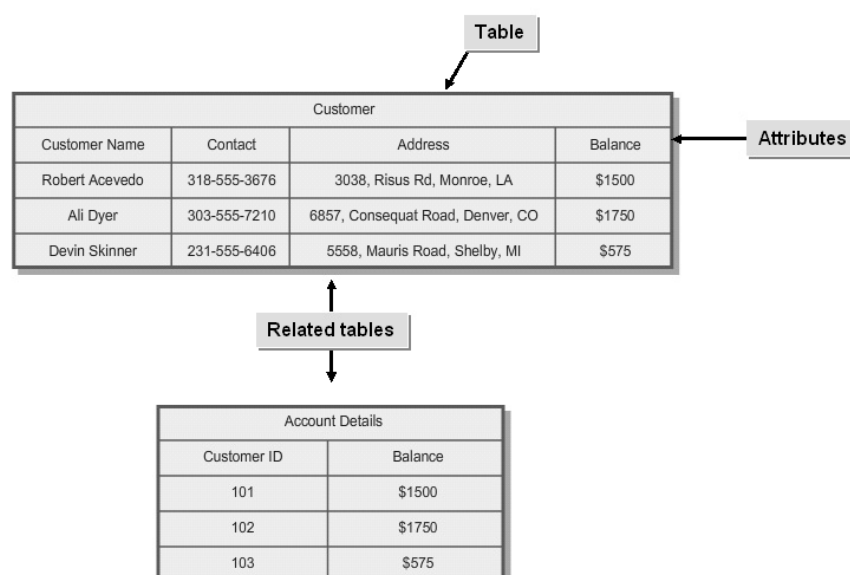 Table
Customer
Customer Name Contact Address Balance
Attributes
Robert Acevedo 318-555-3676 3038, Risus Rd, Monroe, LA $1500
Ali Dyer 303-555-7210 6857, Consequat Road, Denver, CO $1750
Devin Skinner 231-555-6406 5558, Mauris Road, Shelby, MI $575
Related tables
Account Details
Customer ID Balance
101 $1500
102 $1750
103 $575